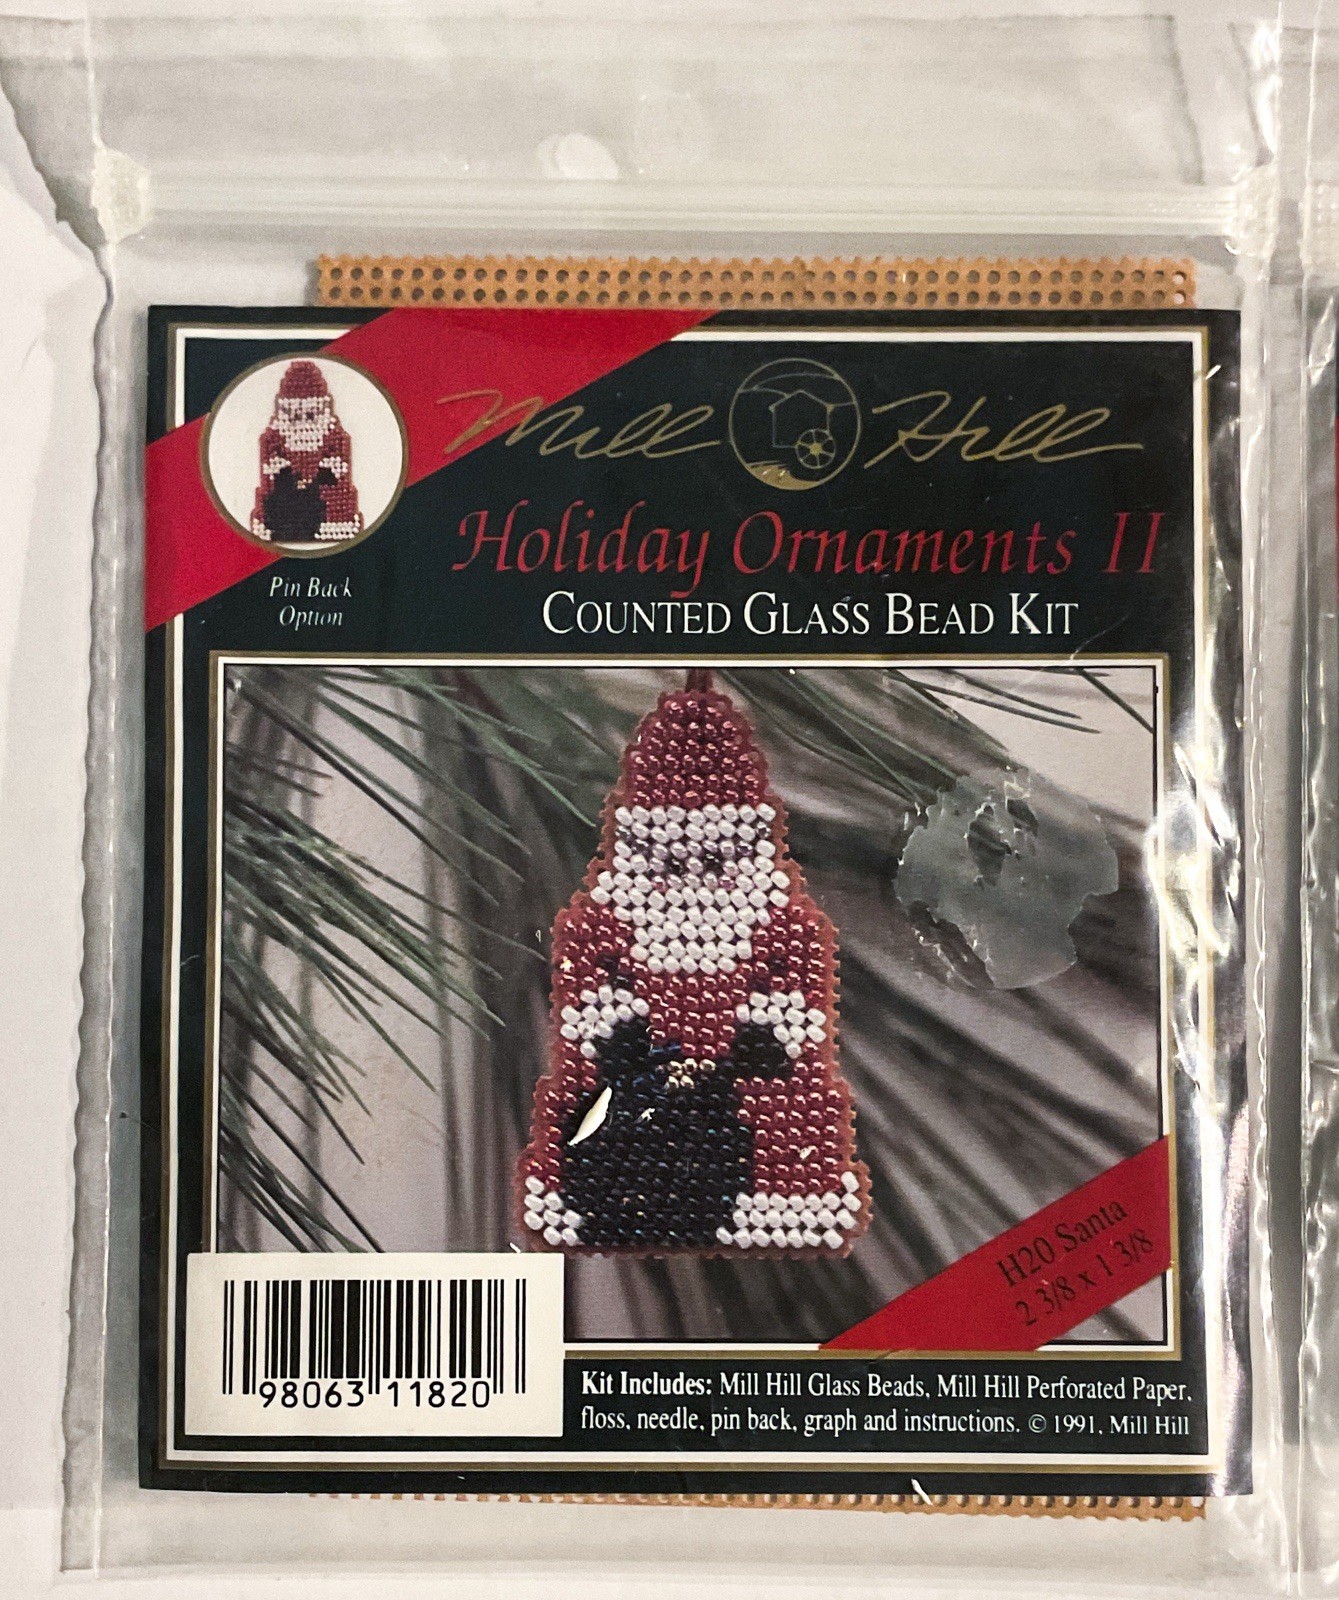 Mill Hill
Holiday Ornaments II
COUNTED GLASS BEAD KIT
Pin Back
Option
H20 Santa
2 3/8 x 1 3/8
98063 11820
Kit Includes: Mill Hill Glass Beads, Mill Hill Perforated Paper,
floss, needle, pin back, graph and instructions. © 1991, Mill Hill